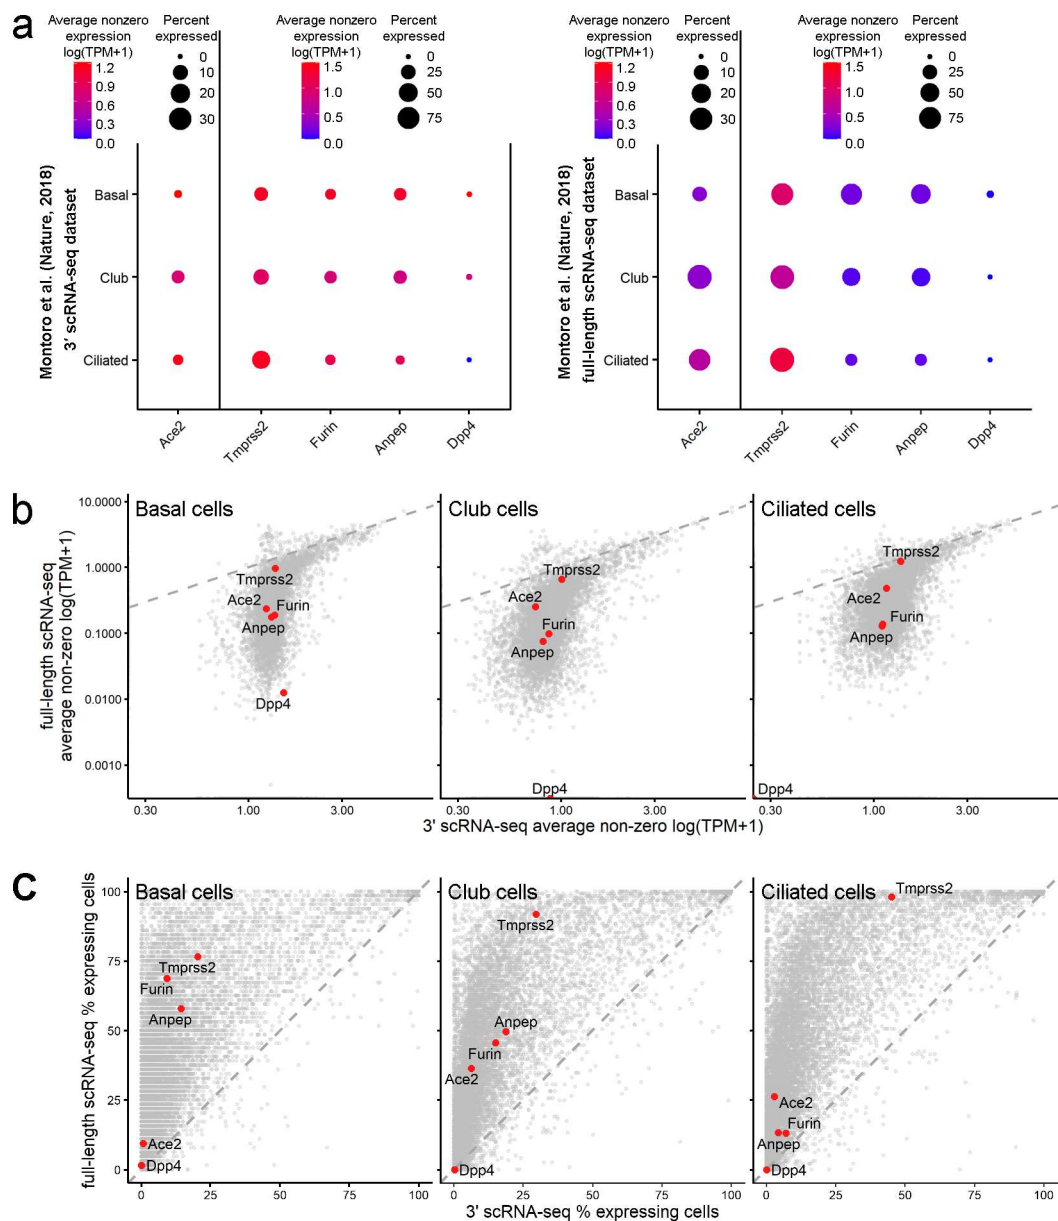 a
Average nonzero expression log(TPM+1)
1.2
0.9
0.6
0.3
0.0
Percent expressed
0
10
20
30
Average nonzero expression log(TPM+1)
1.5
1.0
0.5
0.0
Percent expressed
0
25
50
75
Montoro et al. (Nature, 2018)
3' scRNA-seq dataset
Basal
Club
Ciliated
Ace2
Tmprss2
Furin
Anpep
Dpp4
Average nonzero expression log(TPM+1)
1.2
0.9
0.6
0.3
0.0
Percent expressed
0
10
20
30
Average nonzero expression log(TPM+1)
1.5
1.0
0.5
0.0
Percent expressed
0
25
50
75
Montoro et al. (Nature, 2018)
full-length scRNA-seq dataset
Basal
Club
Ciliated
Ace2
Tmprss2
Furin
Anpep
Dpp4
b
full-length scRNA-seq
average non-zero log(TPM+1)
10.0000
1.0000
0.1000
0.0100
0.0010
Basal cells
Tmprss2
Ace2
Furin
Anpep
Dpp4
0.30
1.00
3.00
Club cells
Tmprss2
Ace2
Furin
Anpep
Dpp4
0.30
1.00
3.00
Ciliated cells
Tmprss2
Ace2
Furin
Anpep
Dpp4
0.30
1.00
3.00
3' scRNA-seq average non-zero log(TPM+1)
c
full-length scRNA-seq % expressing cells
100
75
50
25
0
Basal cells
Tmprss2
Furin
Anpep
Ace2
Dpp4
0
25
50
75
100
Club cells
Tmprss2
Anpep
Furin
Ace2
Dpp4
0
25
50
75
100
Ciliated cells
Tmprss2
Ace2
Furin
Anpep
Dpp4
0
25
50
75
100
3' scRNA-seq % expressing cells